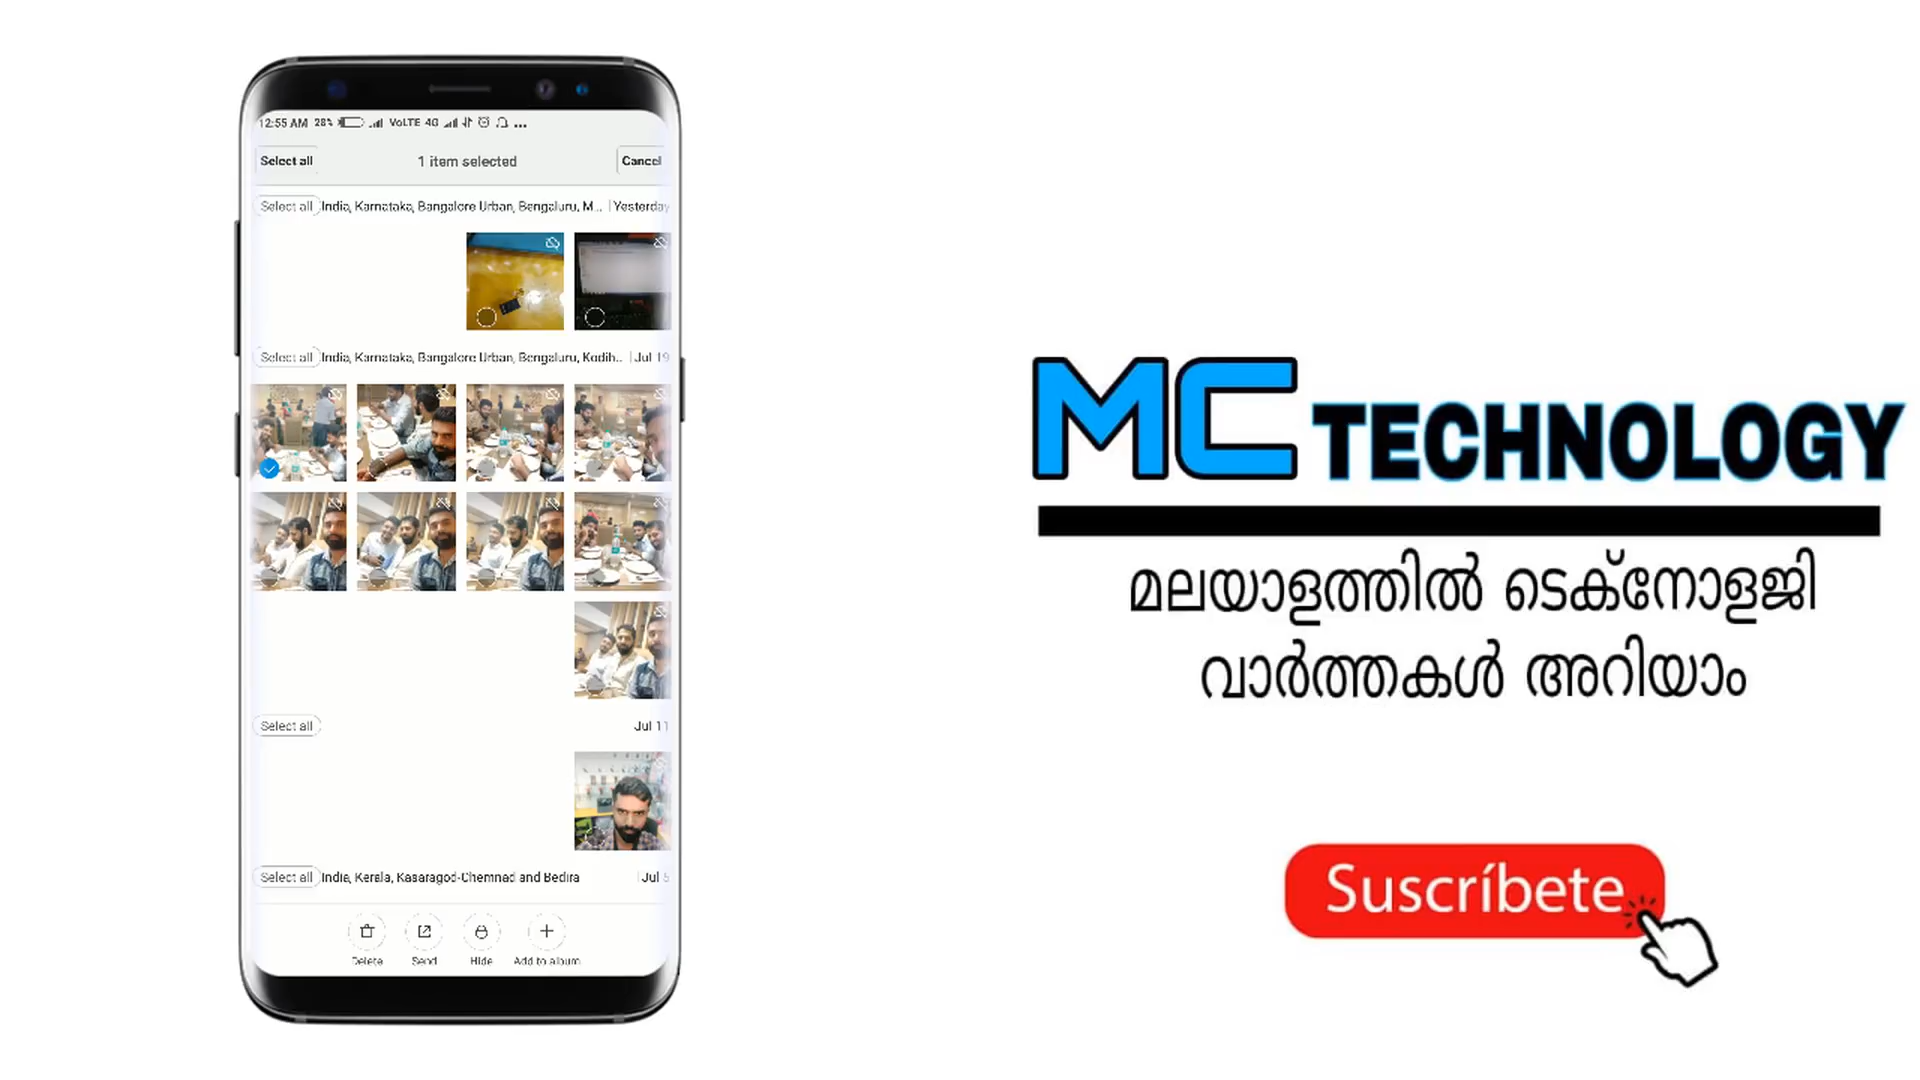 12:55 AM 28% VoLTE 4G ...
Select all 1 item selected Cancel
Select all India, Karnataka, Bangalore Urban, Bengaluru, M... Yesterday
Select all India, Karnataka, Bangalore Urban, Bengaluru, Kodih... Jul 19
Select all Jul 11
Select all India, Kerala, Kasaragod-Chemnad and Bedira Jul 5
Delete Send Hide Add to album
MC TECHNOLOGY
മലയാളത്തിൽ ടെക്നോളജി
വാർത്തകൾ അറിയാം
Suscríbete